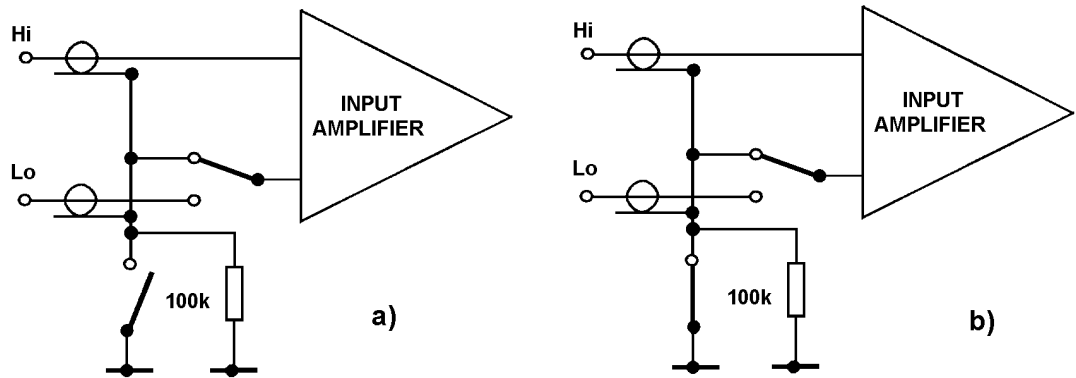 Hi
INPUT
AMPLIFIER
Lo
100k
a)
Hi
INPUT
AMPLIFIER
Lo
100k
b)